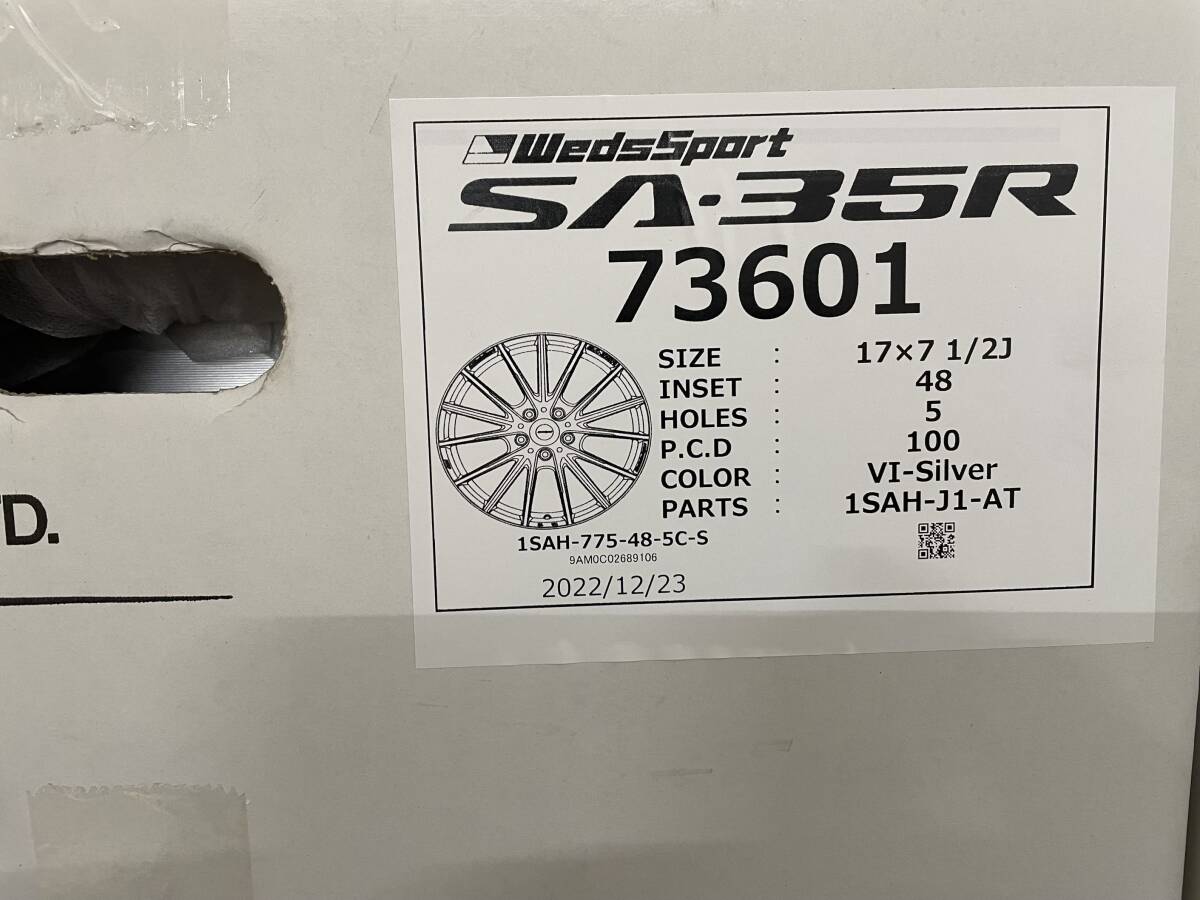 WedsSport
SA-35R
73601
SIZE : 17×7 1/2J
INSET : 48
HOLES : 5
P.C.D : 100
COLOR : VI-Silver
PARTS : 1SAH-J1-AT
1SAH-775-48-5C-S
9AM0C02689106
2022/12/23
TD.